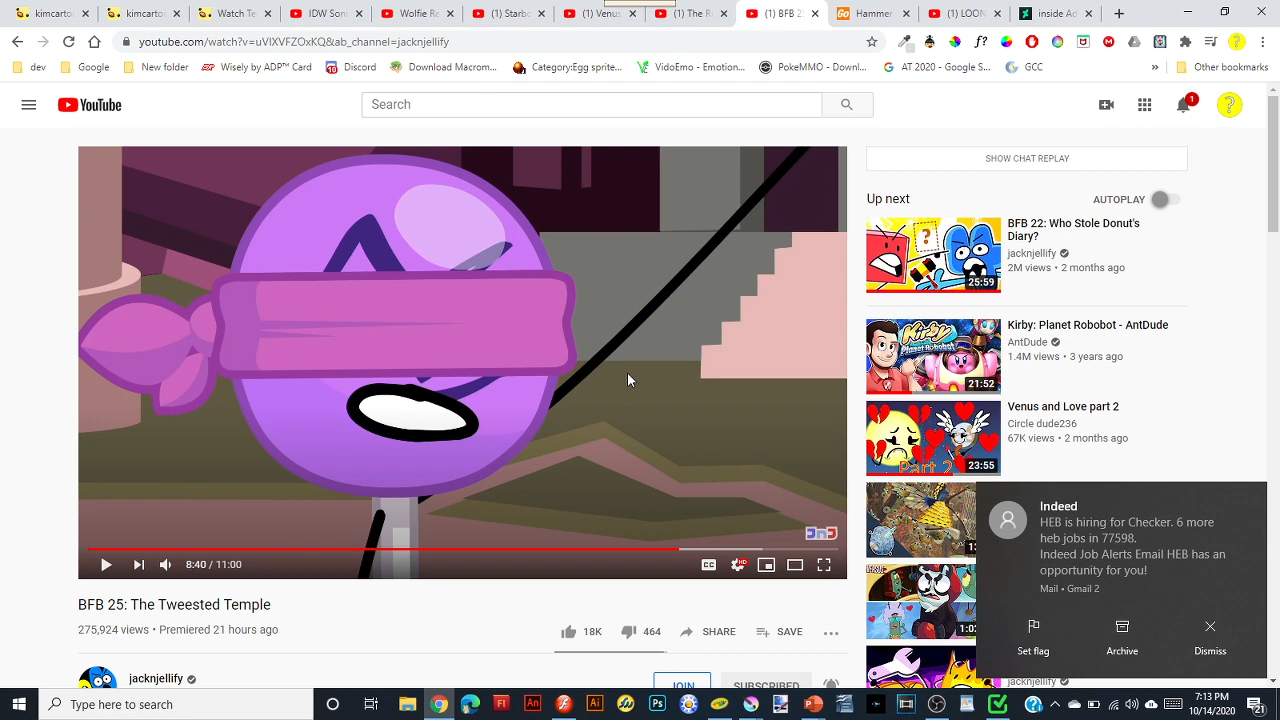 kimcarto
kimcarto
Kimmy Te
IDW Son
Wolfie Re
Starbo
(1) Venus
(1) The R
(1) BFB 25
Hammer
(1) LOON
Inside Ad
youtube.com/watch?v=uVIXVFZOxKQ&ab_channel=jacknjellify
dev
Google
New folder
Wisely by ADP™ Card
Discord
Download Macrom...
Category:Egg sprite...
VidoEmo - Emotion...
PokeMMO - Downl...
AT 2020 - Google S...
GCC
Other bookmarks
YouTube
Search
1
SHOW CHAT REPLAY
Up next
AUTOPLAY
BFB 22: Who Stole Donut's
Diary?
jacknjellify
2M views • 2 months ago
25:59
Kirby: Planet Robobot - AntDude
AntDude
1.4M views • 3 years ago
21:52
Venus and Love part 2
Circle dude236
67K views • 2 months ago
23:55
Part 2
Indeed
HEB is hiring for Checker. 6 more
heb jobs in 77598.
Indeed Job Alerts Email HEB has an
opportunity for you!
Mail • Gmail 2
Set flag
Archive
Dismiss
jacknjellify
8:40 / 11:00
CC
HD
BFB 25: The Tweested Temple
275,924 views • Premiered 21 hours ago
18K
464
SHARE
SAVE
jacknjellify
JOIN
SUBSCRIBED
Type here to search
7:13 PM
10/14/2020